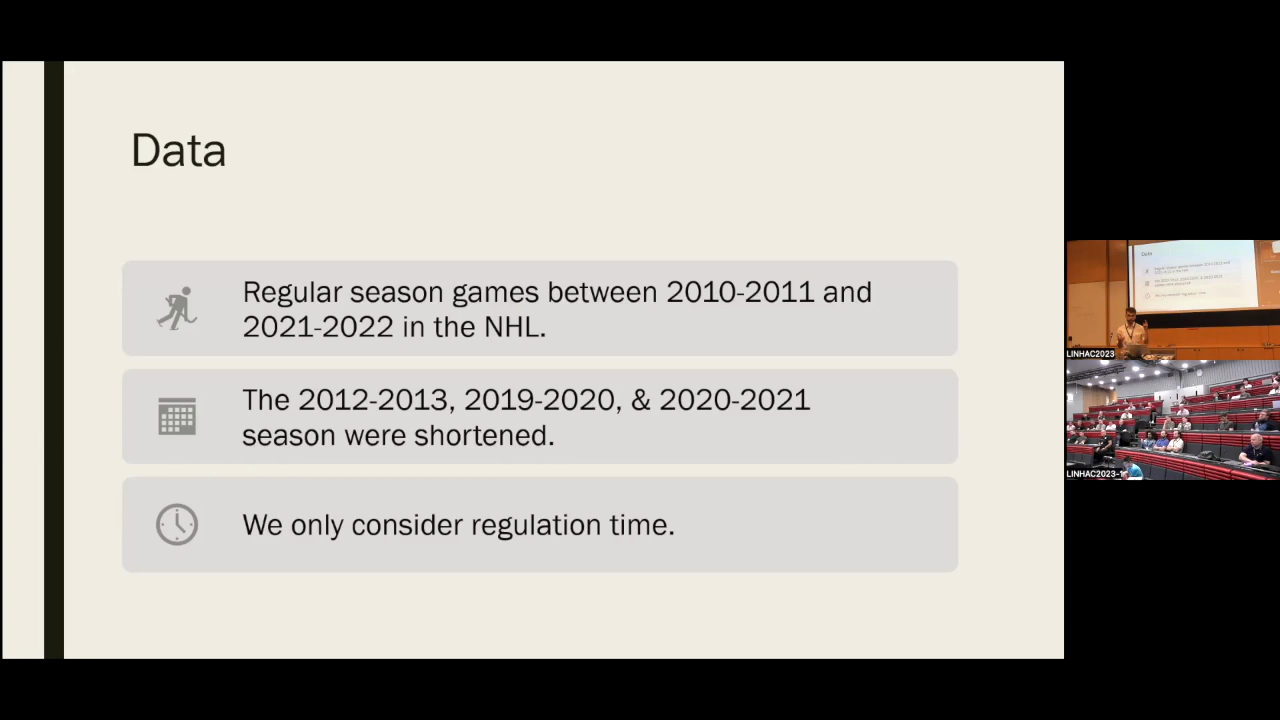 Data
Regular season games between 2010-2011 and
2021-2022 in the NHL.
The 2012-2013, 2019-2020, & 2020-2021
season were shortened.
We only consider regulation time.
Data
LINHAC2023